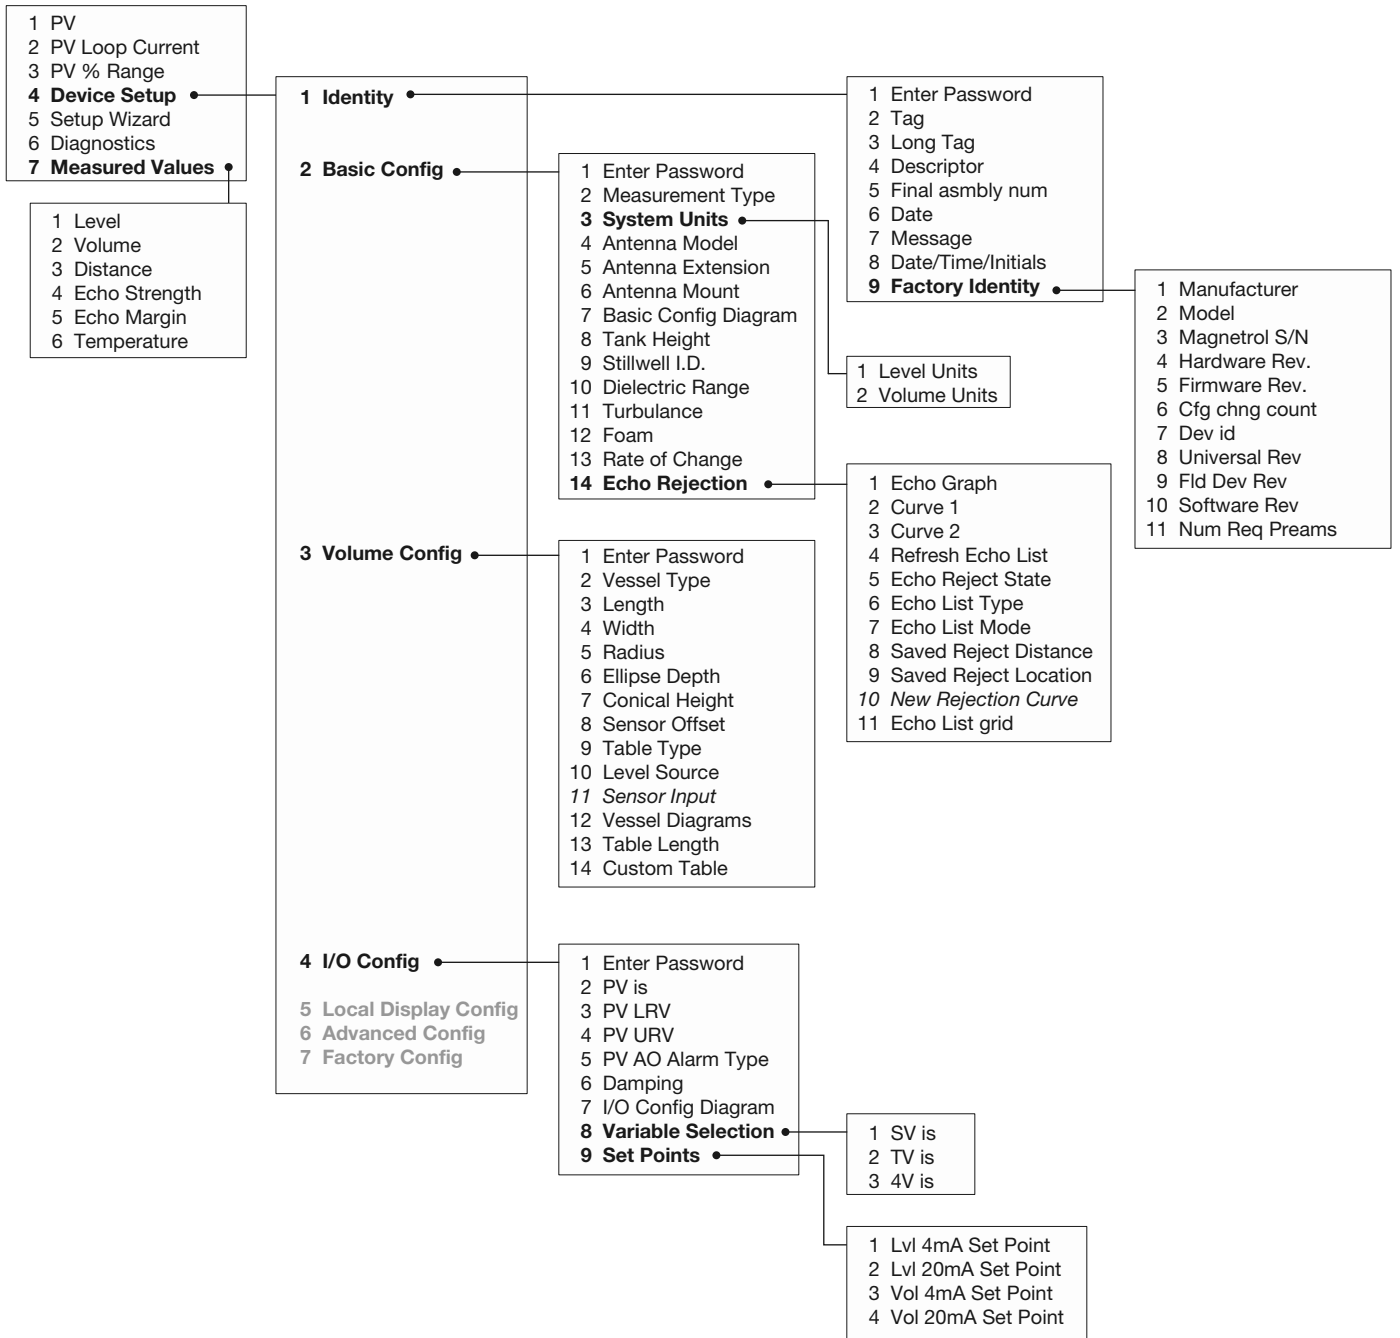 1 PV
2 PV Loop Current
3 PV % Range
4 Device Setup
5 Setup Wizard
6 Diagnostics
7 Measured Values
1 Level
2 Volume
3 Distance
4 Echo Strength
5 Echo Margin
6 Temperature
1 Identity
2 Basic Config
3 Volume Config
4 I/O Config
5 Local Display Config
6 Advanced Config
7 Factory Config
1 Enter Password
2 Measurement Type
3 System Units
4 Antenna Model
5 Antenna Extension
6 Antenna Mount
7 Basic Config Diagram
8 Tank Height
9 Stillwell I.D.
10 Dielectric Range
11 Turbulance
12 Foam
13 Rate of Change
14 Echo Rejection
1 Enter Password
2 Vessel Type
3 Length
4 Width
5 Radius
6 Ellipse Depth
7 Conical Height
8 Sensor Offset
9 Table Type
10 Level Source
11 Sensor Input
12 Vessel Diagrams
13 Table Length
14 Custom Table
1 Enter Password
2 PV is
3 PV LRV
4 PV URV
5 PV AO Alarm Type
6 Damping
7 I/O Config Diagram
8 Variable Selection
9 Set Points
1 Enter Password
2 Tag
3 Long Tag
4 Descriptor
5 Final asmbly num
6 Date
7 Message
8 Date/Time/Initials
9 Factory Identity
1 Level Units
2 Volume Units
1 Echo Graph
2 Curve 1
3 Curve 2
4 Refresh Echo List
5 Echo Reject State
6 Echo List Type
7 Echo List Mode
8 Saved Reject Distance
9 Saved Reject Location
10 New Rejection Curve
11 Echo List grid
1 SV is
2 TV is
3 4V is
1 Lvl 4mA Set Point
2 Lvl 20mA Set Point
3 Vol 4mA Set Point
4 Vol 20mA Set Point
1 Manufacturer
2 Model
3 Magnetrol S/N
4 Hardware Rev.
5 Firmware Rev.
6 Cfg chng count
7 Dev id
8 Universal Rev
9 Fld Dev Rev
10 Software Rev
11 Num Req Preams